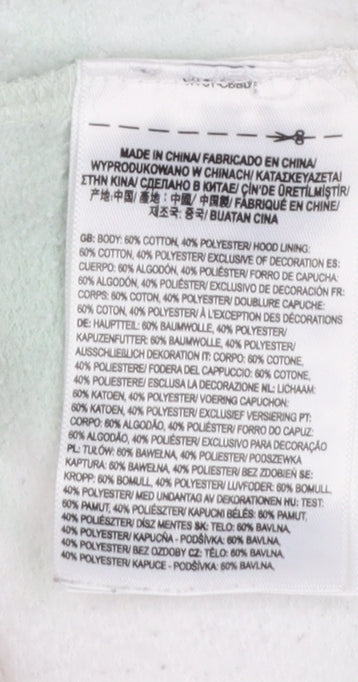 MADE IN CHINA/ FABRICADO EN CHINA/
WYPRODUKOWANO W CHINACH/ ΚΑΤΑΣΚΕΥΑΖΕΤΑΙ
ΣΤΗΝ ΚΙΝΑ/ СДЕЛАНО В КИТАЕ/ ÇİN'DE ÜRETİLMİŞTİR/
产地:中国/ 產地：中國/ 中国製/ FABRIQUÉ EN CHINE/
제조국: 중국/ BUATAN CINA
GB: BODY: 60% COTTON, 40% POLYESTER/ HOOD LINING:
60% COTTON, 40% POLYESTER/ EXCLUSIVE OF DECORATION ES:
CUERPO: 60% ALGODÓN, 40% POLIÉSTER/ FORRO DE CAPUCHA:
60% ALGODÓN, 40% POLIÉSTER/ EXCLUSIVO DE DECORACIÓN FR:
CORPS: 60% COTON, 40% POLYESTER/ DOUBLURE CAPUCHE:
60% COTON, 40% POLYESTER/ À L'EXCEPTION DES DÉCORATIONS
DE: HAUPTTEIL: 60% BAUMWOLLE, 40% POLYESTER/
KAPUZENFUTTER: 60% BAUMWOLLE, 40% POLYESTER/
AUSSCHLIEßLICH DEKORATION IT: CORPO: 60% COTONE,
40% POLIESTERE/ FODERA DEL CAPPUCCIO: 60% COTONE,
40% POLIESTERE/ ESCLUSA LA DECORAZIONE NL: LICHAAM:
60% KATOEN, 40% POLYESTER/ VOERING CAPUCHON:
60% KATOEN, 40% POLYESTER/ EXCLUSIEF VERSIERING PT:
CORPO: 60% ALGODÃO, 40% POLIÉSTER/ FORRO DO CAPUZ:
60% ALGODÃO, 40% POLIÉSTER/ EXCLUSIVO PARA DECORAÇÃO
PL: TUŁÓW: 60% BAWEŁNA, 40% POLIESTER/ PODSZEWKA
KAPTURA: 60% BAWEŁNA, 40% POLIESTER/ BEZ ZDOBIEŃ SE:
KROPP: 60% BOMULL, 40% POLYESTER/ LUVFODER: 60% BOMULL,
40% POLYESTER/ MED UNDANTAG AV DEKORATIONEN HU: TEST:
60% PAMUT, 40% POLIÉSZTER/ KAPUCNI BÉLÉS: 60% PAMUT,
40% POLIÉSZTER/ DÍSZ MENTES SK: TELO: 60% BAVLNA,
40% POLYESTER/ KAPUCŇA - PODŠÍVKA: 60% BAVLNA,
40% POLYESTER/ BEZ OZDOBY CZ: TĚLO: 60% BAVLNA,
40% POLYESTER/ KAPUCE - PODŠÍVKA: 60% BAVLNA,